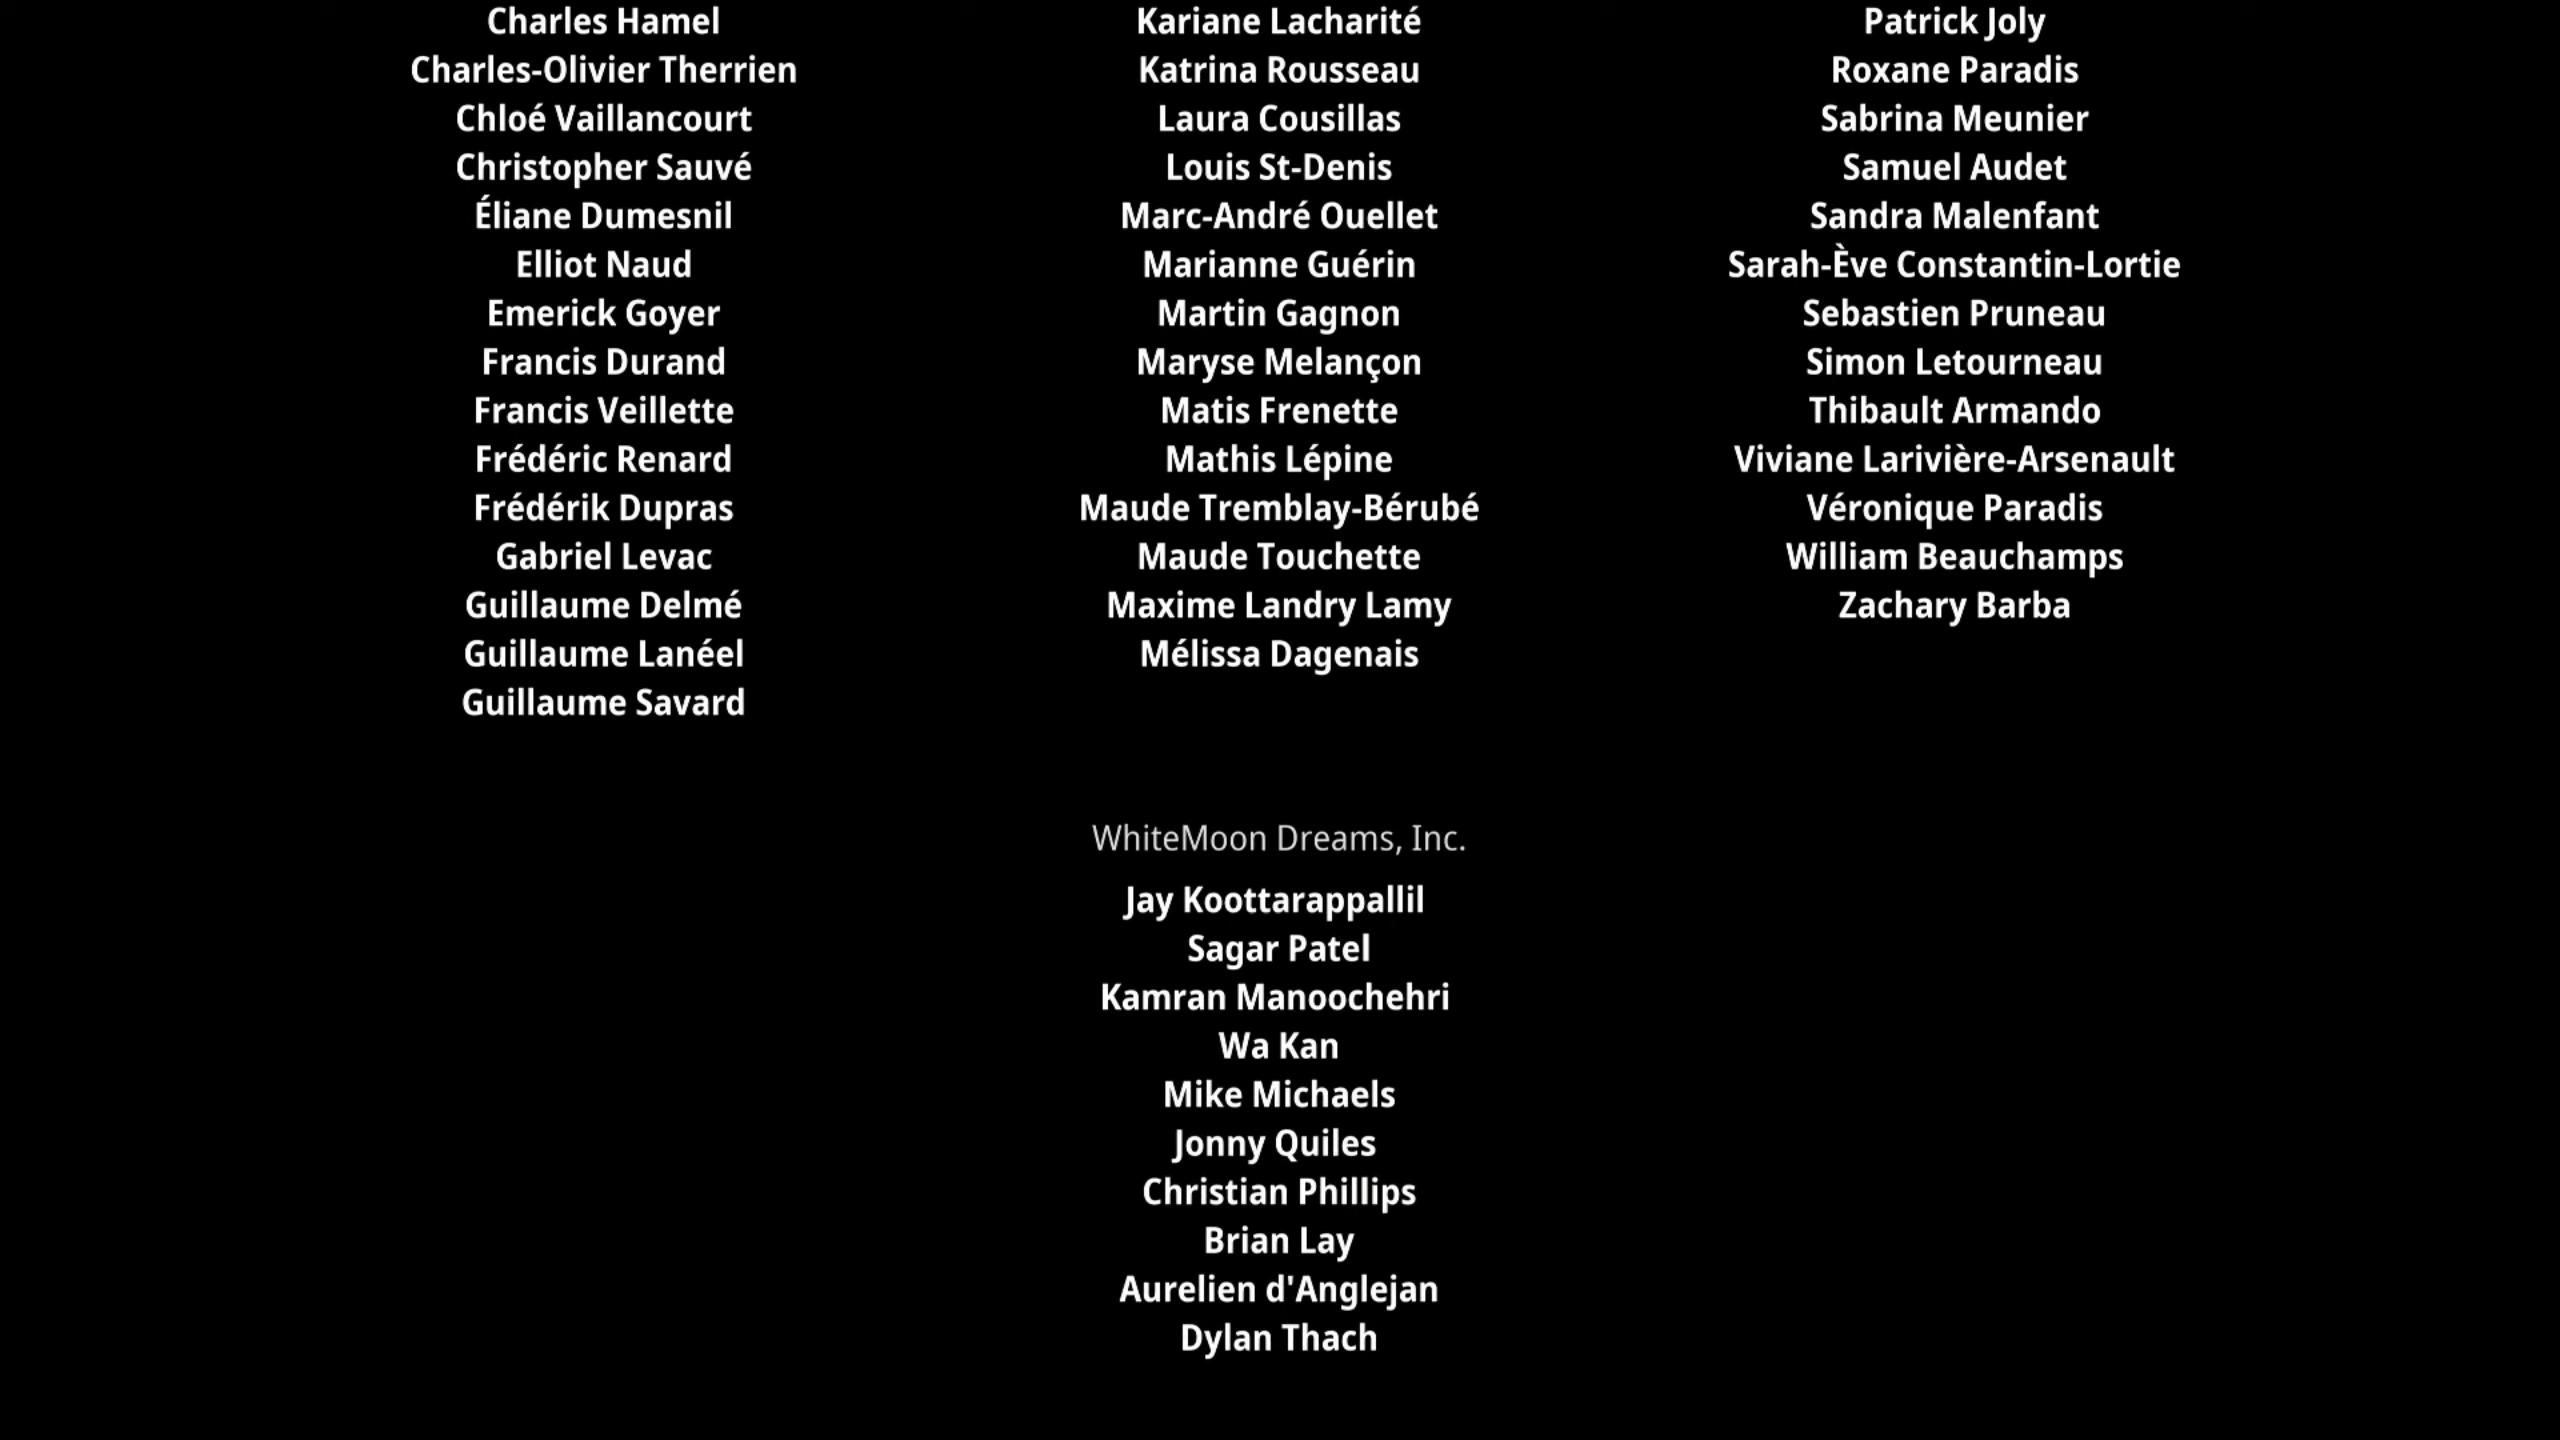 Charles Hamel
Charles-Olivier Therrien
Chloé Vaillancourt
Christopher Sauvé
Éliane Dumesnil
Elliot Naud
Emerick Goyer
Francis Durand
Francis Veillette
Frédéric Renard
Frédérik Dupras
Gabriel Levac
Guillaume Delmé
Guillaume Lanéel
Guillaume Savard
Kariane Lacharité
Katrina Rousseau
Laura Cousillas
Louis St-Denis
Marc-André Ouellet
Marianne Guérin
Martin Gagnon
Maryse Melançon
Matis Frenette
Mathis Lépine
Maude Tremblay-Bérubé
Maude Touchette
Maxime Landry Lamy
Mélissa Dagenais
Patrick Joly
Roxane Paradis
Sabrina Meunier
Samuel Audet
Sandra Malenfant
Sarah-Ève Constantin-Lortie
Sebastien Pruneau
Simon Letourneau
Thibault Armando
Viviane Larivière-Arsenault
Véronique Paradis
William Beauchamps
Zachary Barba
WhiteMoon Dreams, Inc.
Jay Koottarappallil
Sagar Patel
Kamran Manoochehri
Wa Kan
Mike Michaels
Jonny Quiles
Christian Phillips
Brian Lay
Aurelien d'Anglejan
Dylan Thach